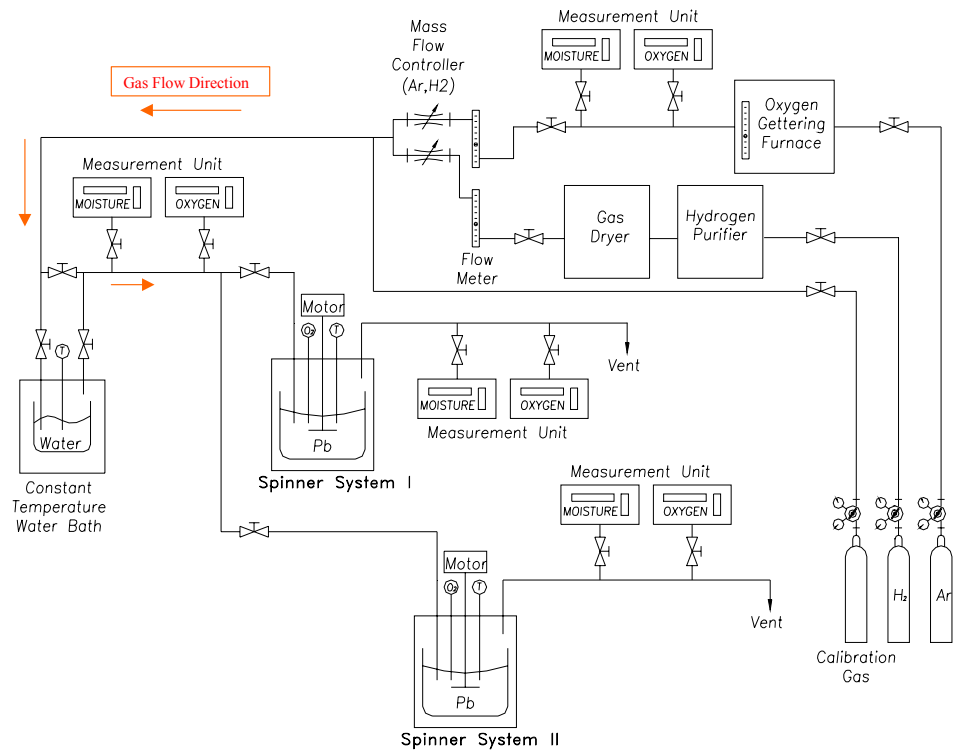 Measurement Unit
MOISTURE
OXYGEN
Mass
Flow
Controller
(Ar,H2)
Gas Flow Direction
Oxygen
Gettering
Furnace
Measurement Unit
MOISTURE
OXYGEN
Gas
Dryer
Hydrogen
Purifier
Flow
Meter
Motor
O₂
T
T
Vent
MOISTURE
OXYGEN
Measurement Unit
Water
Pb
Spinner System I
Constant
Temperature
Water Bath
Measurement Unit
MOISTURE
OXYGEN
Motor
O₂
T
Vent
H₂
Ar
Calibration
Gas
Pb
Spinner System II